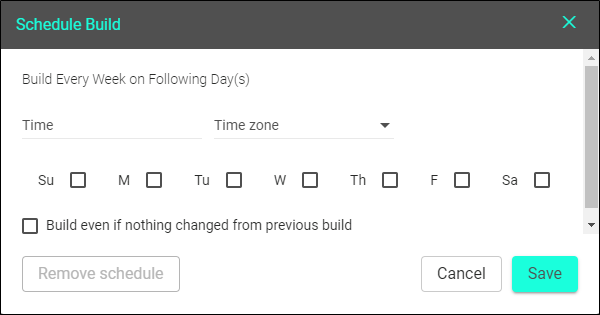 Schedule Build
Build Every Week on Following Day(s)
Time Time zone
Su M Tu W Th F Sa
Build even if nothing changed from previous build
Remove schedule Cancel Save